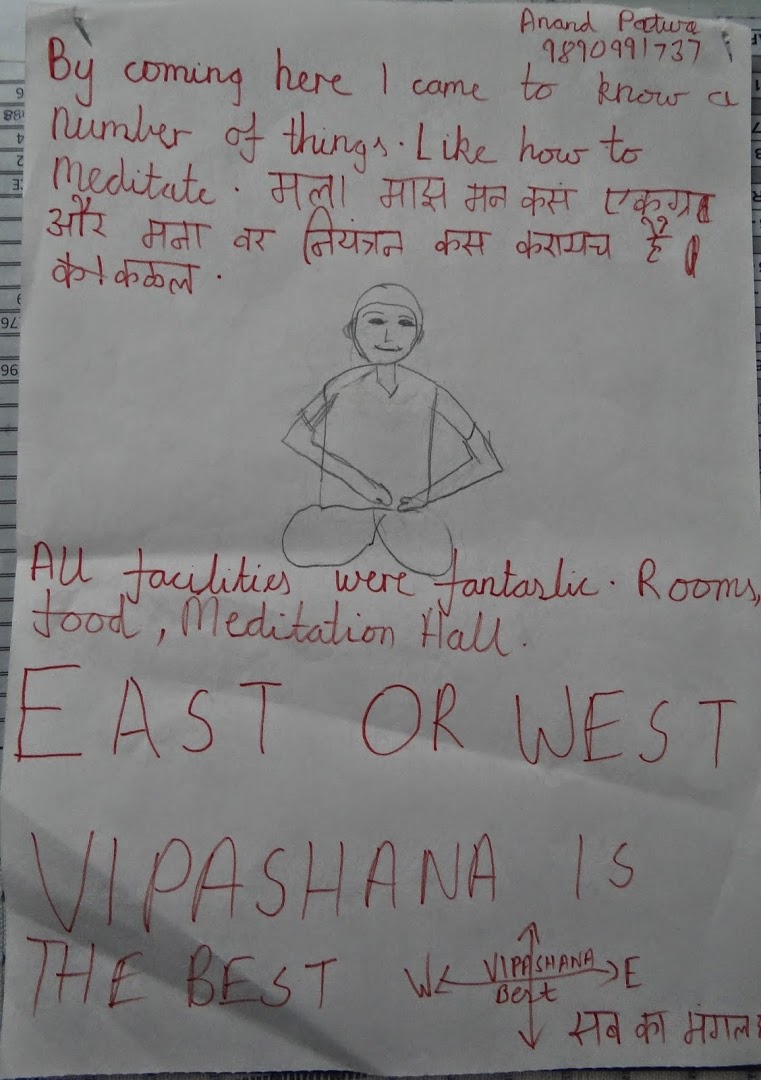 Anand Patwa
9890991737
By coming here I came to know a
number of things. Like how to
Meditate. मला माझ मन कसं एकाग्र
और मना वर नियंत्रन कस करायच हे
कळल.
All facilities were fantastic. Rooms,
food, Meditation Hall.
EAST OR WEST
VIPASHANA IS
THE BEST
W VIPASHANA E
Best
सब का मंगल